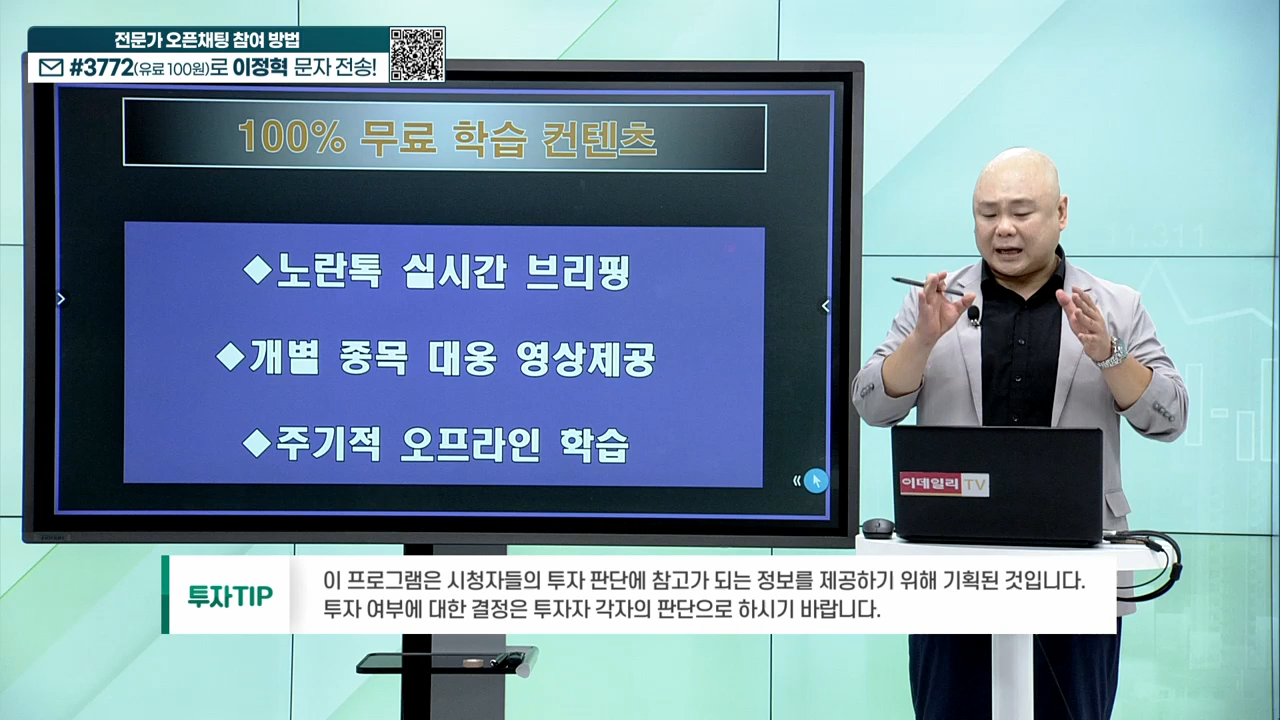 전문가 오픈채팅 참여 방법
#3772(유료 100원)로 이정혁 문자 전송!
100% 무료 학습 컨텐츠
◆노란톡 실시간 브리핑
◆개별 종목 대웅 영상제공
◆주기적 오프라인 학습
이데일리TV
투자TIP
이 프로그램은 시청자들의 투자 판단에 참고가 되는 정보를 제공하기 위해 기획된 것입니다.
투자 여부에 대한 결정은 투자자 각자의 판단으로 하시기 바랍니다.